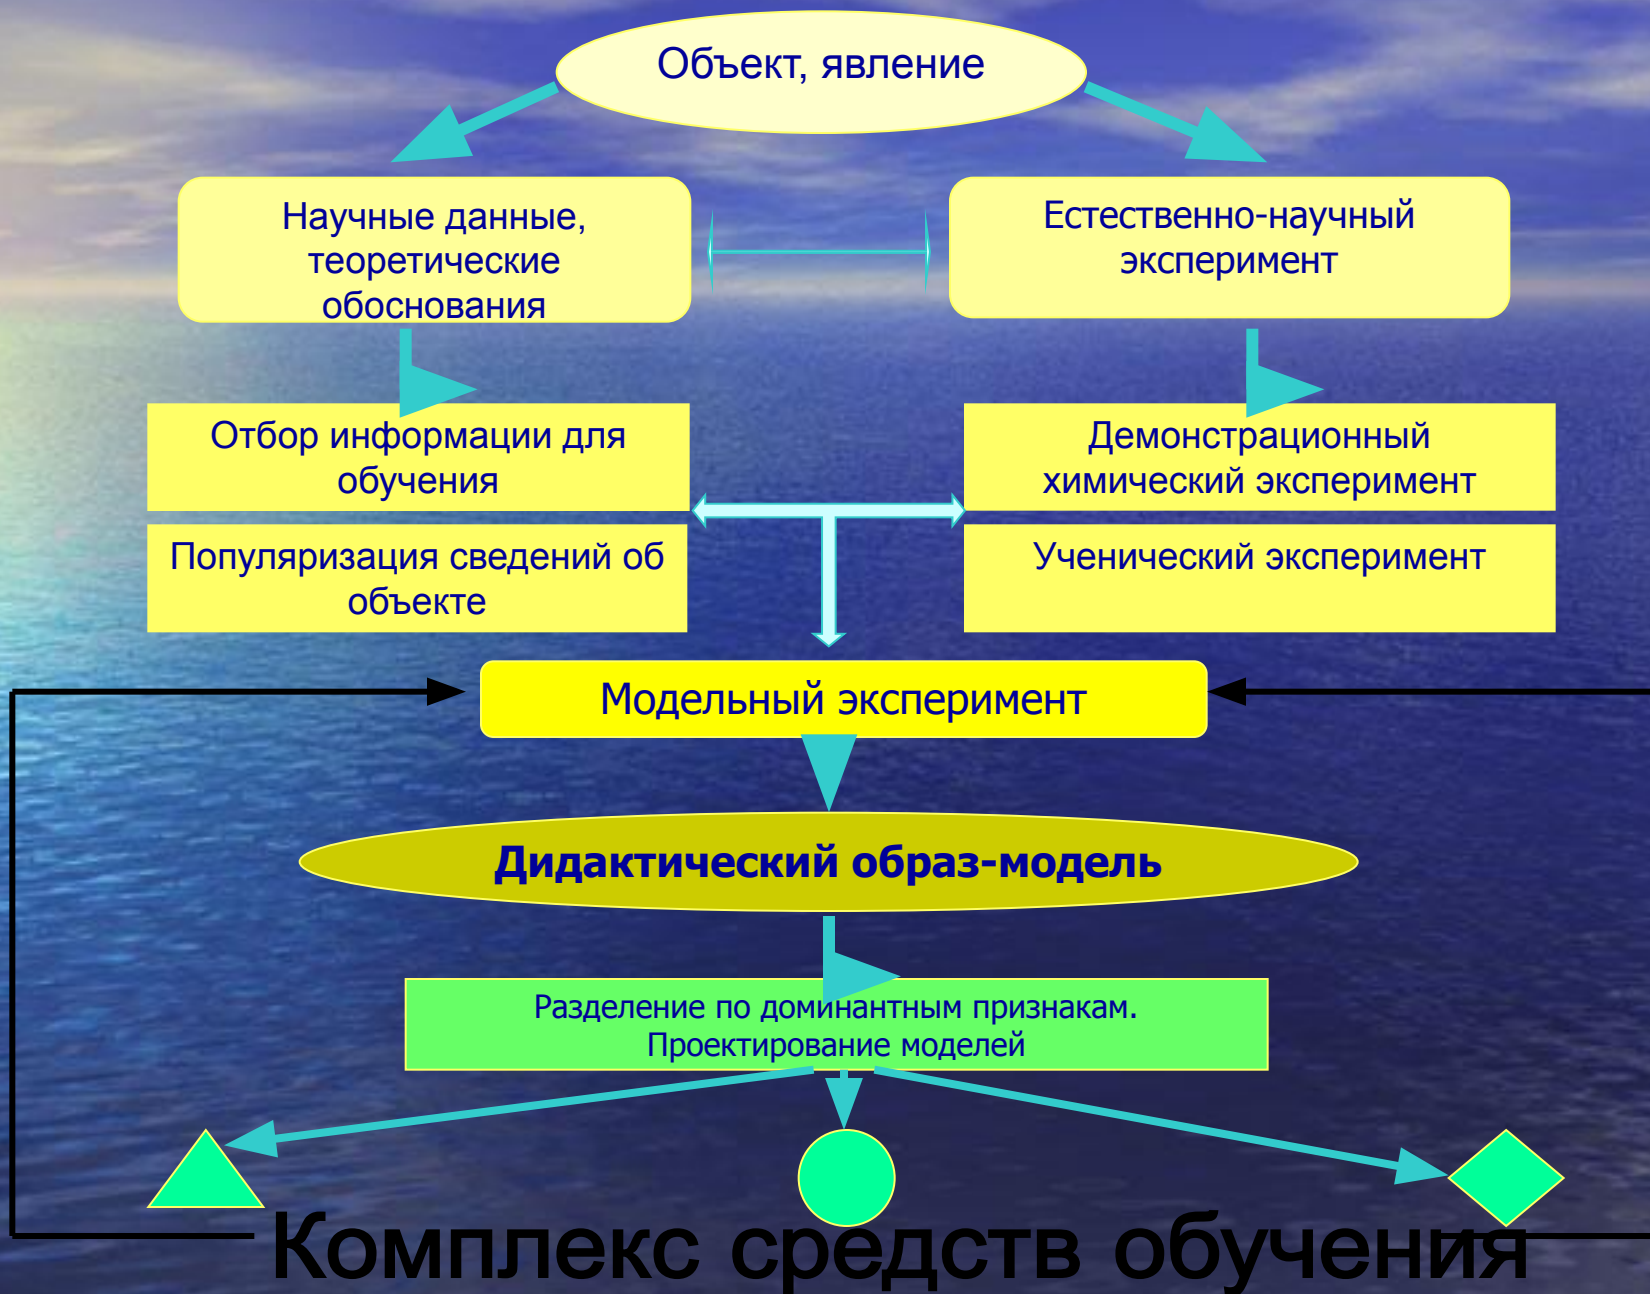 Объект, явление
Научные данные,
теоретические
обоснования
Естественно-научный
эксперимент
Отбор информации для
обучения
Демонстрационный
химический эксперимент
Популяризация сведений об
объекте
Ученический эксперимент
Модельный эксперимент
Дидактический образ-модель
Разделение по доминантным признакам.
Проектирование моделей
Комплекс средств обучения